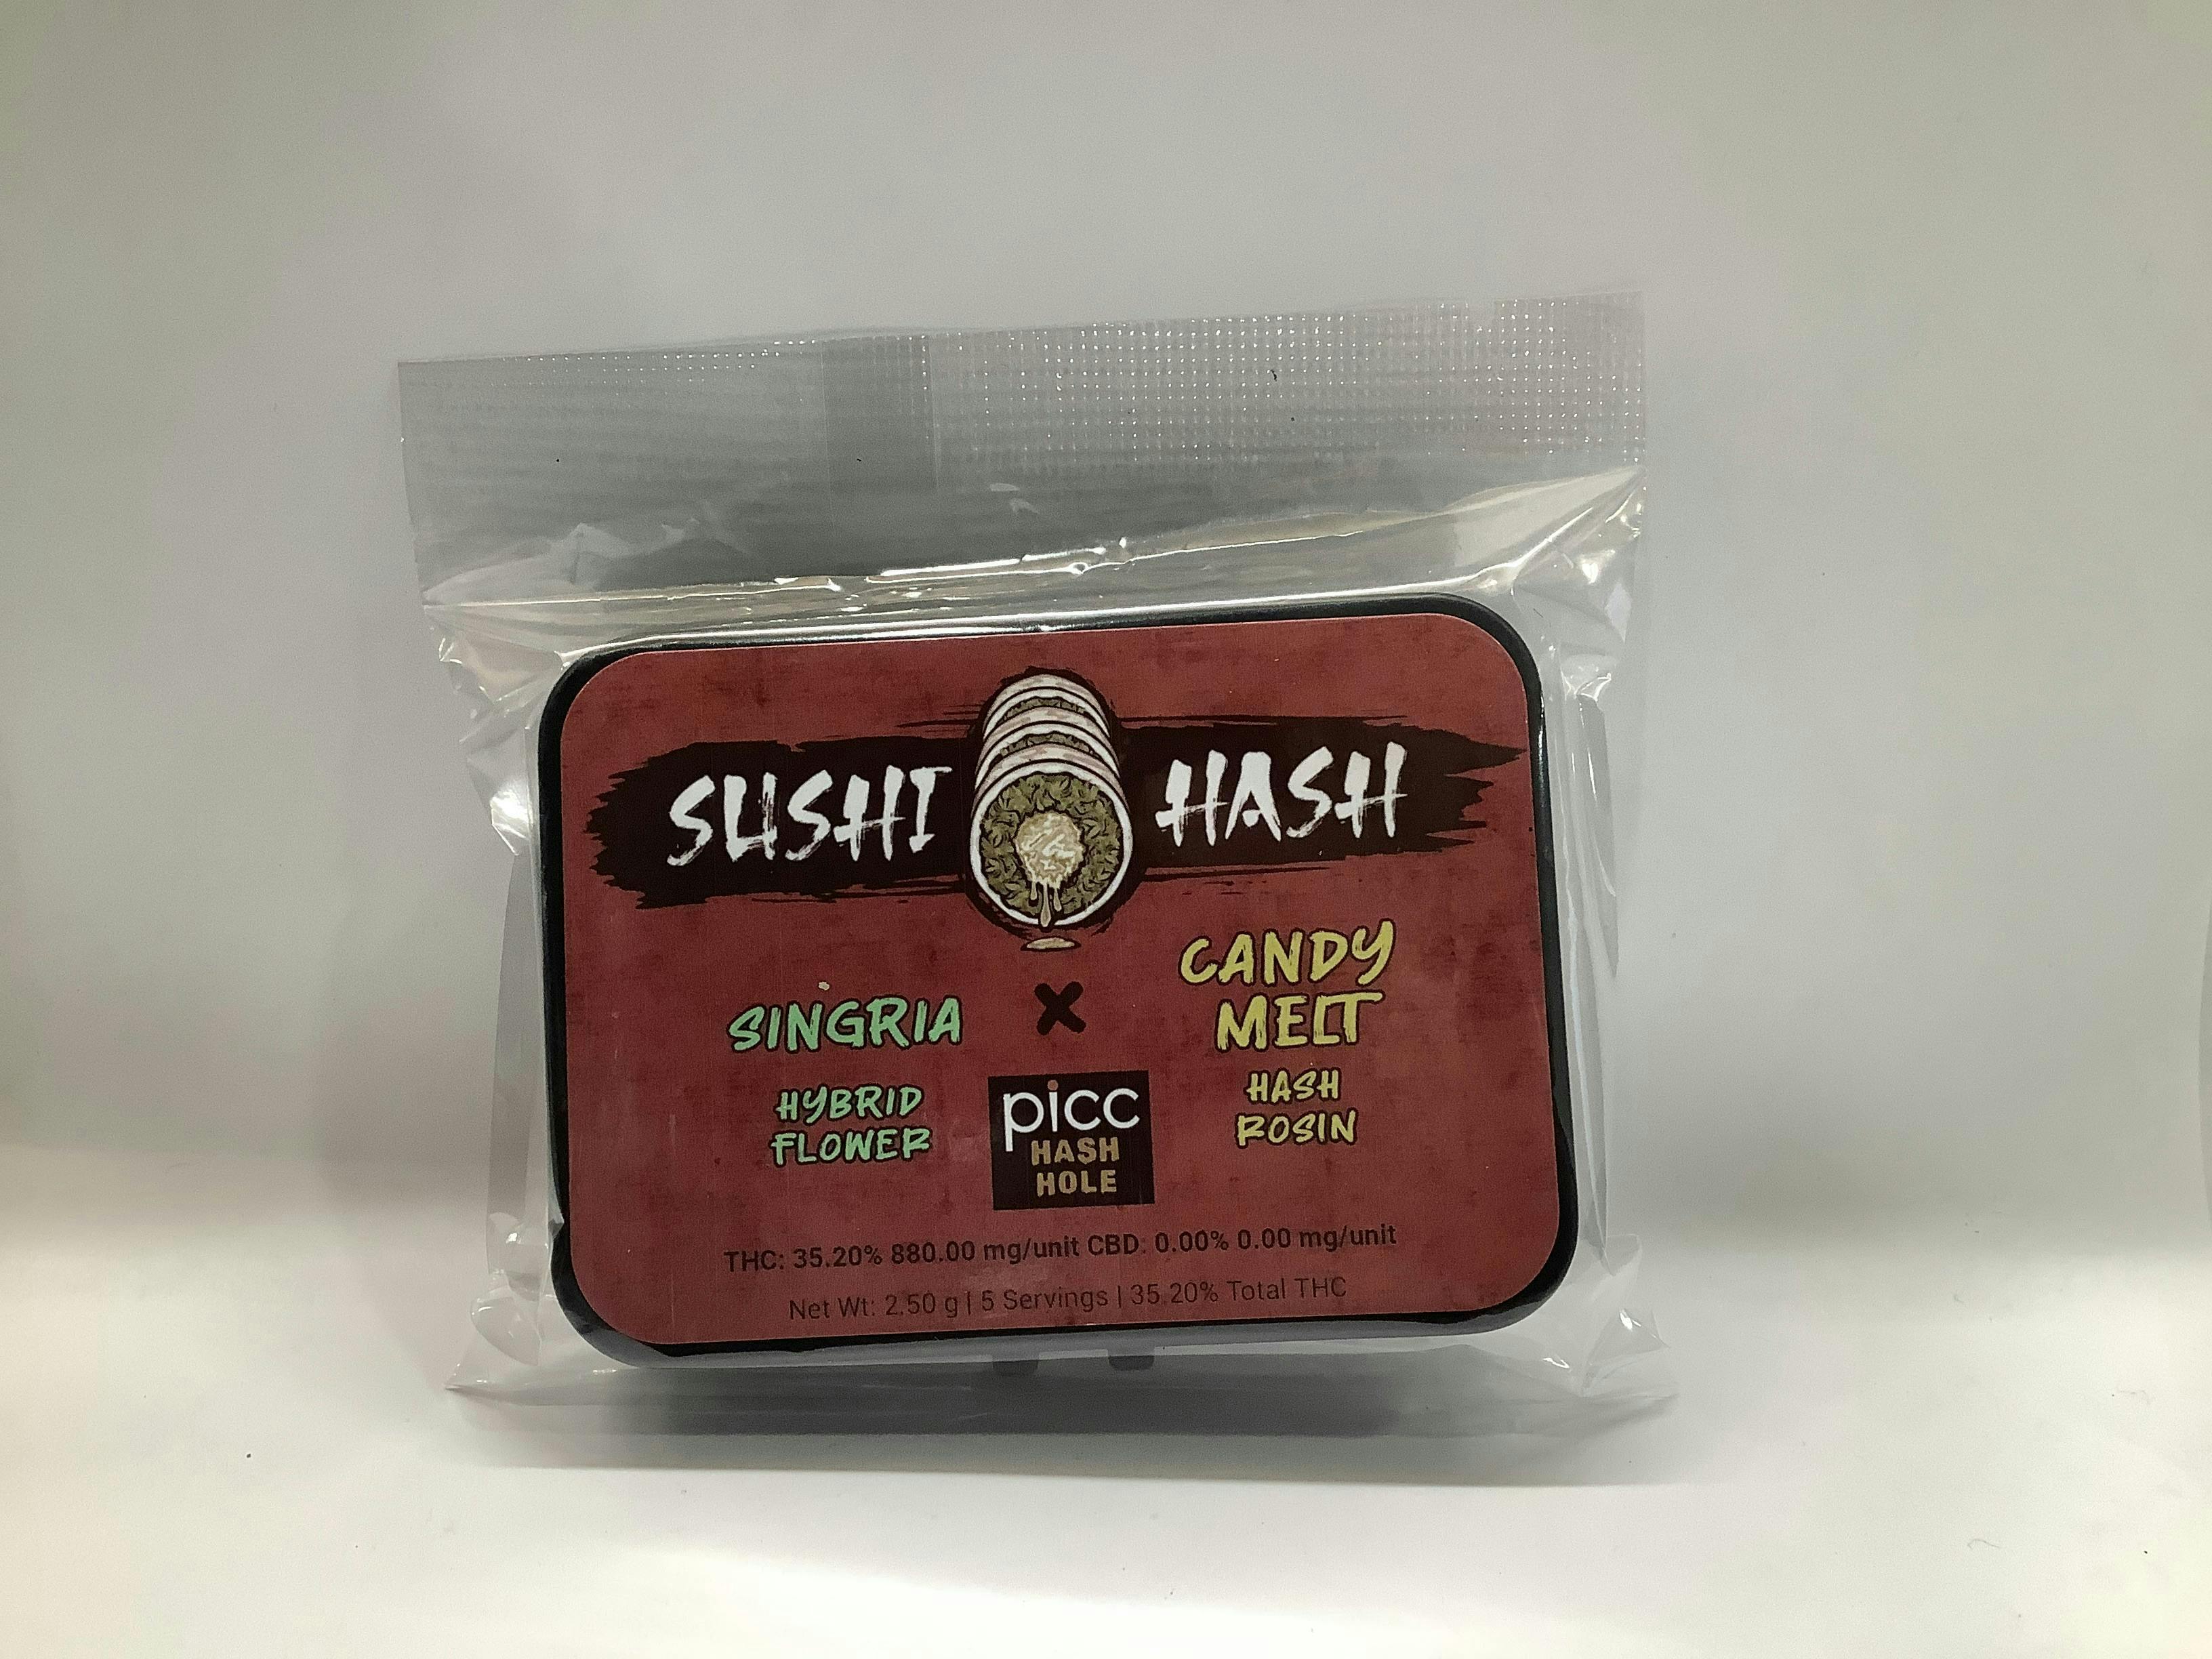 SUSHI HASH
SINGRIA
HYBRID
FLOWER
X
CANDY
MELT
HASH
ROSIN
picc
HASH
HOLE
THC: 35.20% 880.00 mg/unit CBD: 0.00% 0.00 mg/unit
Net Wt: 2.50 g | 5 Servings | 35.20% Total THC